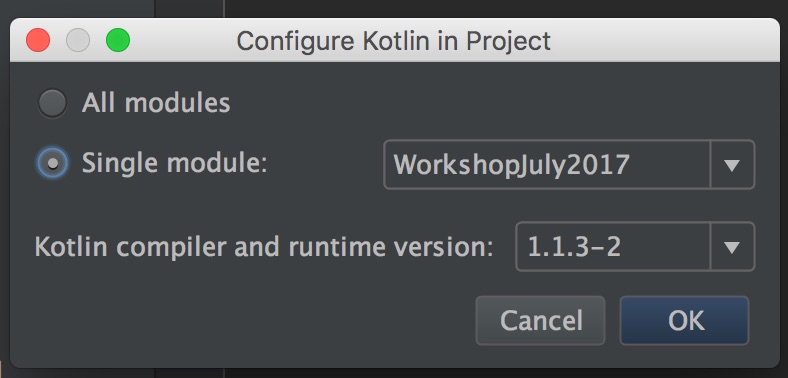 Configure Kotlin in Project
All modules
Single module: WorkshopJuly2017
Kotlin compiler and runtime version: 1.1.3-2
Cancel OK